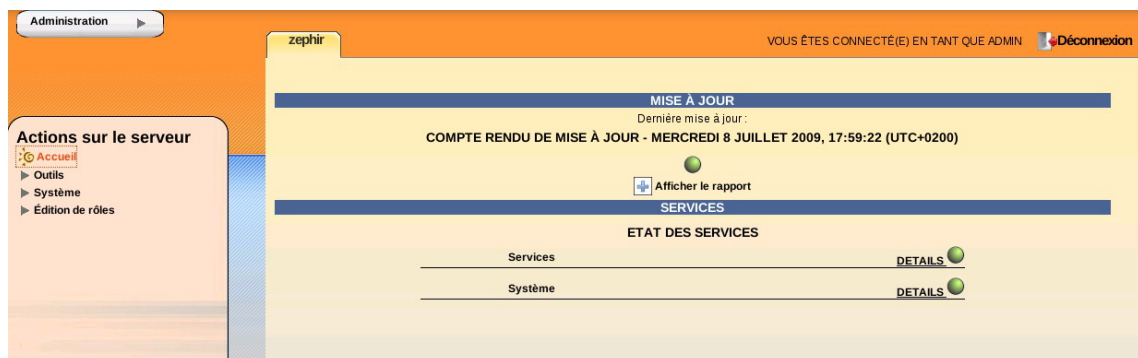 Administration
zephir
VOUS ÊTES CONNECTÉ(E) EN TANT QUE ADMIN
Déconnexion
Actions sur le serveur
Accueil
Outils
Système
Édition de rôles
MISE À JOUR
Dernière mise à jour :
COMPTE RENDU DE MISE À JOUR - MERCREDI 8 JUILLET 2009, 17:59:22 (UTC+0200)
Afficher le rapport
SERVICES
ETAT DES SERVICES
Services DETAILS
Système DETAILS